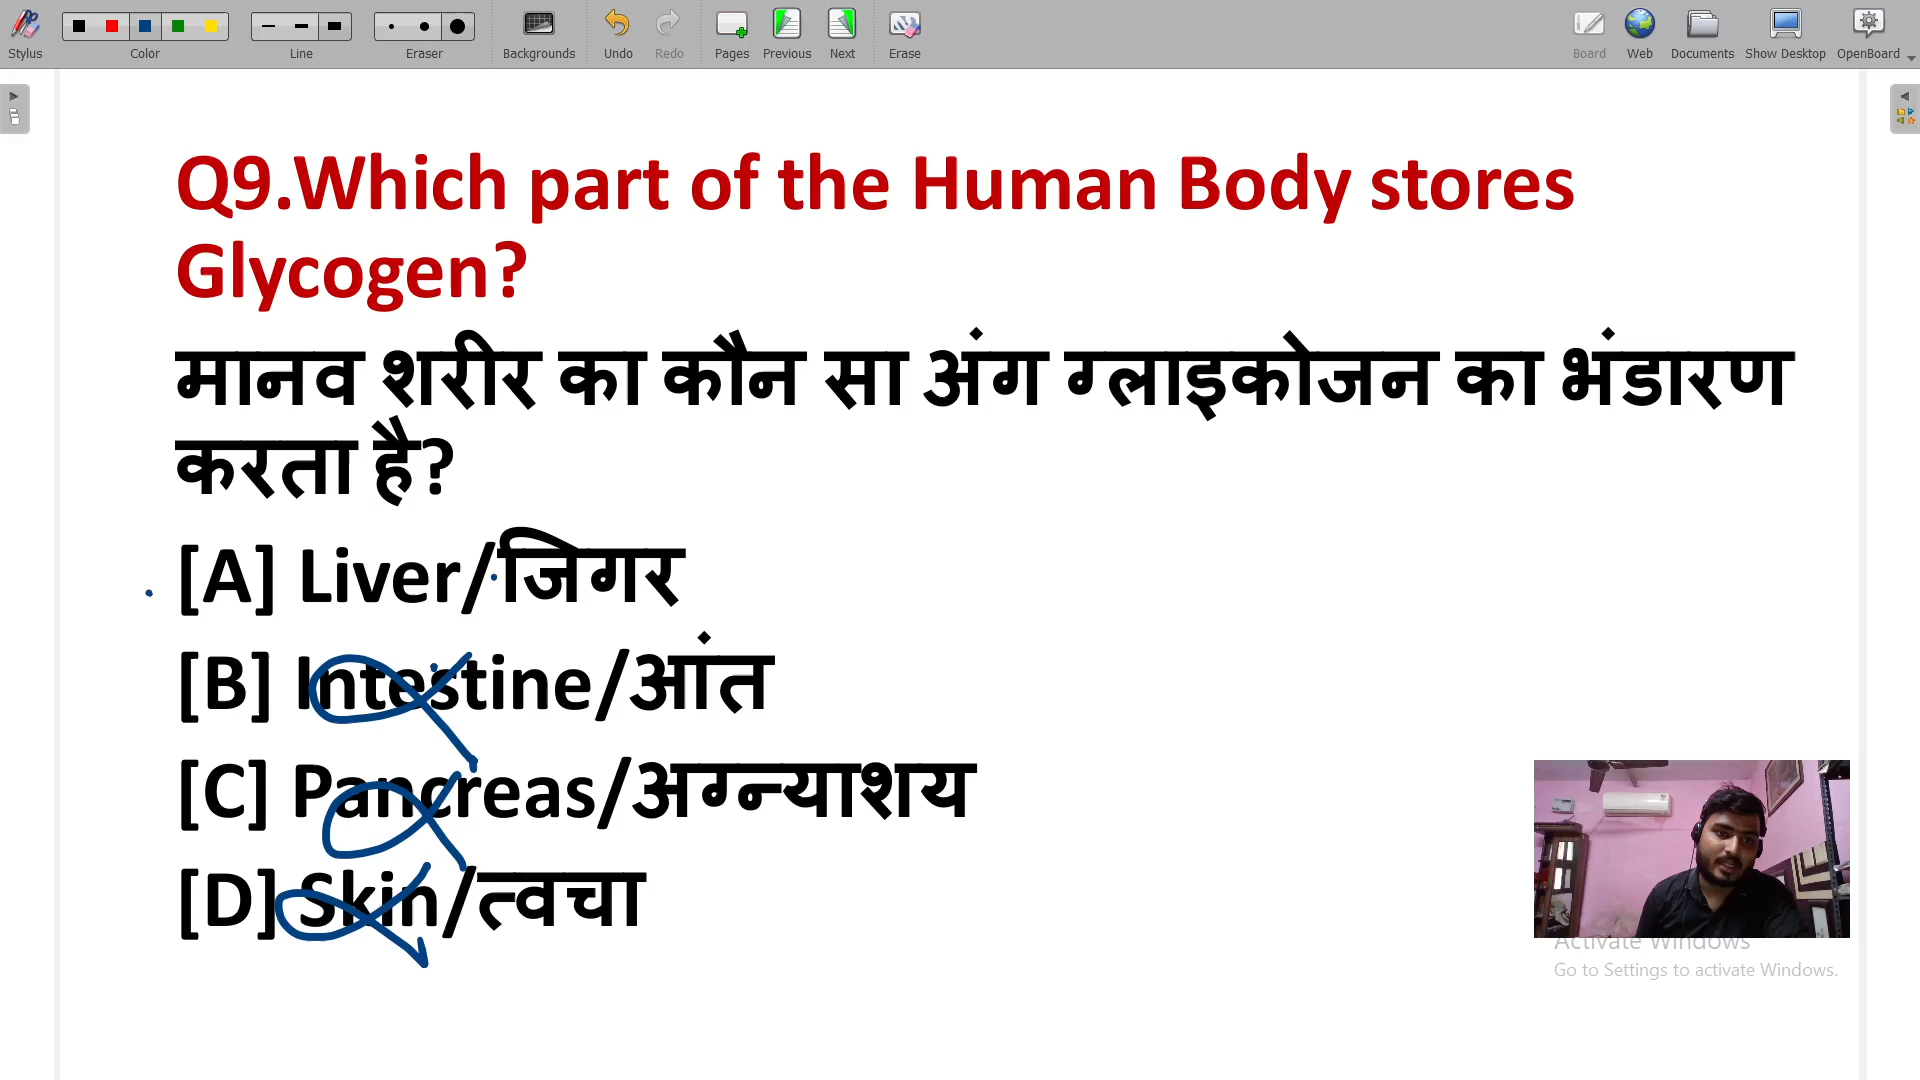 Stylus
Color
Line
Eraser
Backgrounds
Undo
Redo
Pages
Previous
Next
Erase
Board
Web
Documents
Show Desktop
OpenBoard
Q9.Which part of the Human Body stores
Glycogen?
मानव शरीर का कौन सा अंग ग्लाइकोजन का भंडारण
करता है?
[A] Liver/जिगर
[B] Intestine/आंत
[C] Pancreas/अग्न्याशय
[D] Skin/त्वचा
Activate Windows
Go to Settings to activate Windows.